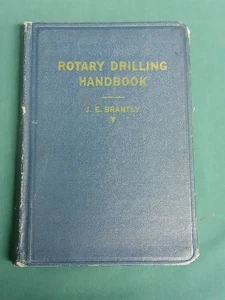 ROTARY DRILLING
HANDBOOK
J. E. BRANTLY